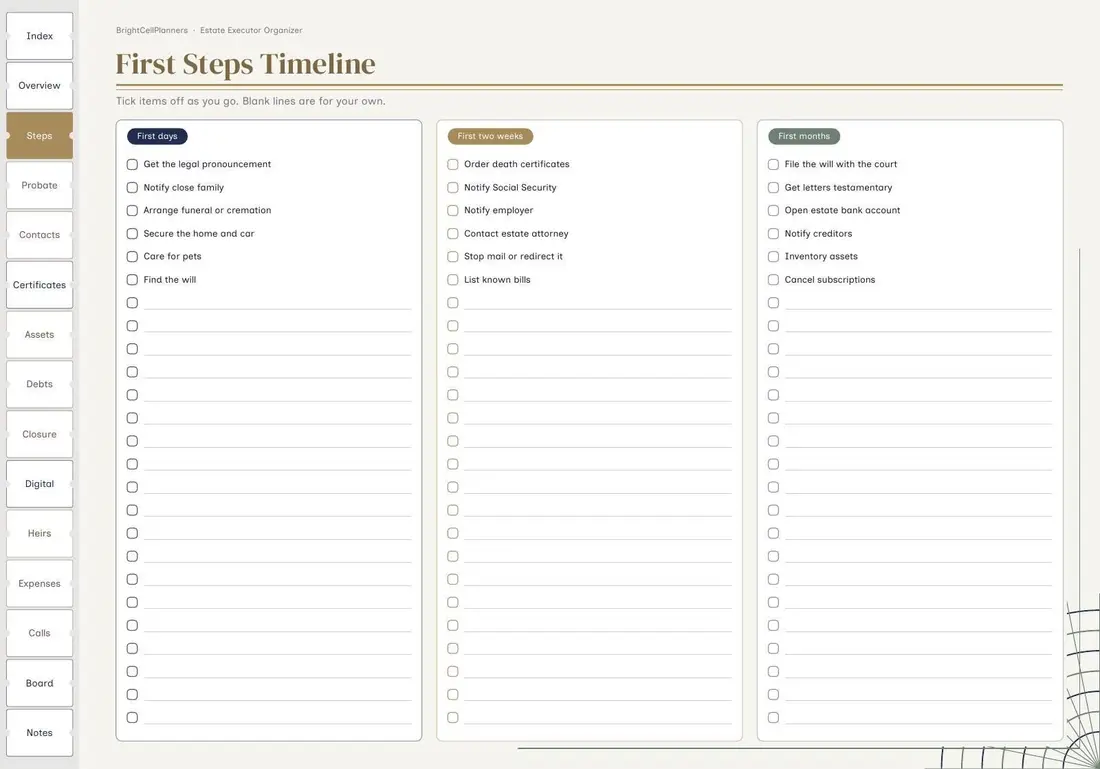 Index
Overview
Steps
Probate
Contacts
Certificates
Assets
Debts
Closure
Digital
Heirs
Expenses
Calls
Board
Notes
BrightCellPlanners · Estate Executor Organizer
First Steps Timeline
Tick items off as you go. Blank lines are for your own.
First days
Get the legal pronouncement
Notify close family
Arrange funeral or cremation
Secure the home and car
Care for pets
Find the will
First two weeks
Order death certificates
Notify Social Security
Notify employer
Contact estate attorney
Stop mail or redirect it
List known bills
First months
File the will with the court
Get letters testamentary
Open estate bank account
Notify creditors
Inventory assets
Cancel subscriptions